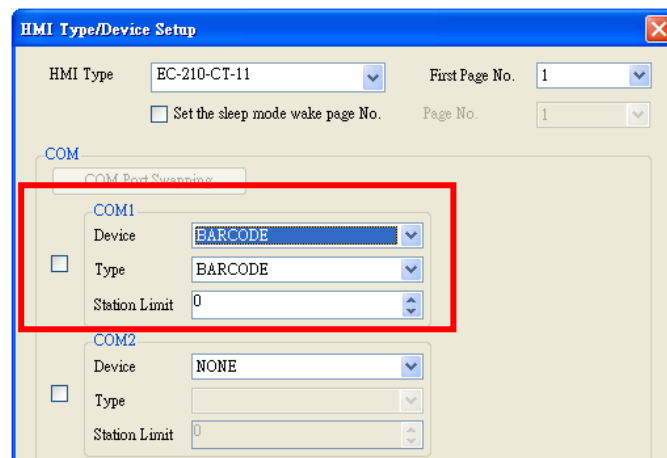 HMI Type/Device Setup
HMI Type EC-210-CT-11 First Page No. 1
Set the sleep mode wake page No. Page No. 1
COM
COM Port Swapping
COM1
Device BARCODE
Type BARCODE
Station Limit 0
COM2
Device NONE
Type
Station Limit 0